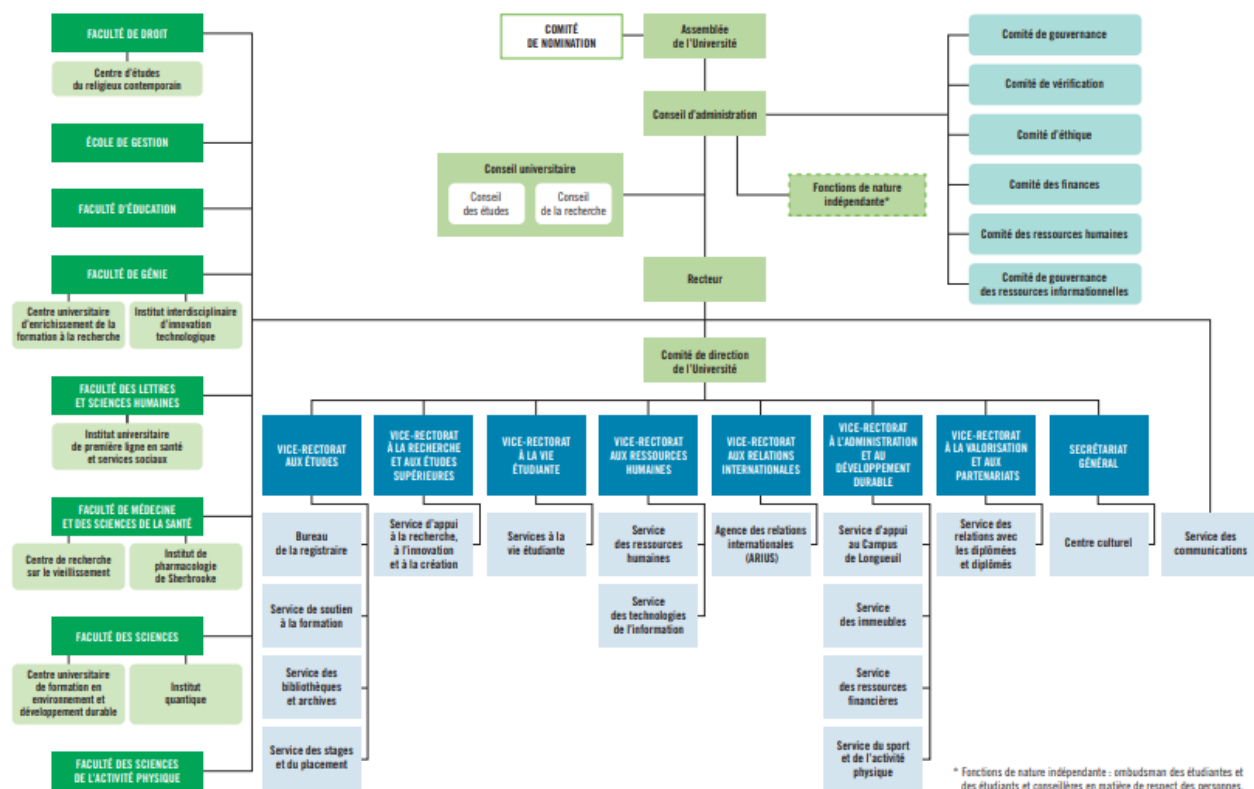 FACULTÉ DE DROIT
Centre d'études
du religieux contemporain
ÉCOLE DE GESTION
FACULTÉ D'ÉDUCATION
FACULTÉ DE GÉNIE
Centre universitaire
d'enrichissement de la
formation à la recherche
Institut interdisciplinaire
d'innovation
technologique
FACULTÉ DES LETTRES
ET SCIENCES HUMAINES
Institut universitaire
de première ligne en santé
et services sociaux
FACULTÉ DE MÉDECINE
ET DES SCIENCES DE LA SANTÉ
Centre de recherche
sur le vieillissement
Institut de
pharmacologie
de Sherbrooke
FACULTÉ DES SCIENCES
Centre universitaire
de formation en
environnement et
développement durable
Institut
quantique
FACULTÉ DES SCIENCES
DE L'ACTIVITÉ PHYSIQUE
COMITÉ
DE NOMINATION
Assemblée
de l'Université
Conseil d'administration
Conseil universitaire
Conseil
des études
Conseil
de la recherche
Fonctions de nature
indépendante*
Comité de gouvernance
Comité de vérification
Comité d'éthique
Comité des finances
Comité des ressources humaines
Comité de gouvernance
des ressources informationnelles
Recteur
Comité de direction
de l'Université
VICE-RECTORAT
AUX ÉTUDES
Bureau
de la registraire
Service de soutien
à la formation
Service des
bibliothèques
et archives
Service des stages
et du placement
VICE-RECTORAT
À LA RECHERCHE
ET AUX ÉTUDES
SUPÉRIEURES
Service d'appui
à la recherche,
à l'innovation
et à la création
VICE-RECTORAT
À LA VIE
ÉTUDIANTE
Services à la
vie étudiante
VICE-RECTORAT
AUX RESSOURCES
HUMAINES
Service
des ressources
humaines
Service
des technologies
de l'information
VICE-RECTORAT
AUX RELATIONS
INTERNATIONALES
Agence des relations
internationales
(ARIUS)
VICE-RECTORAT
À L'ADMINISTRATION
ET AU
DÉVELOPPEMENT
DURABLE
Service d'appui
au Campus
de Longueuil
Service
des immeubles
Service
des ressources
financières
Service du sport
et de l'activité
physique
VICE-RECTORAT
À LA VALORISATION
ET AUX
PARTENARIATS
Service des
relations avec
les diplômées
et diplômés
SECRÉTARIAT
GÉNÉRAL
Centre culturel
Service des
communications
* Fonctions de nature indépendante : ombudsman des étudiantes et
des étudiants et conseillères en matière de respect des personnes.